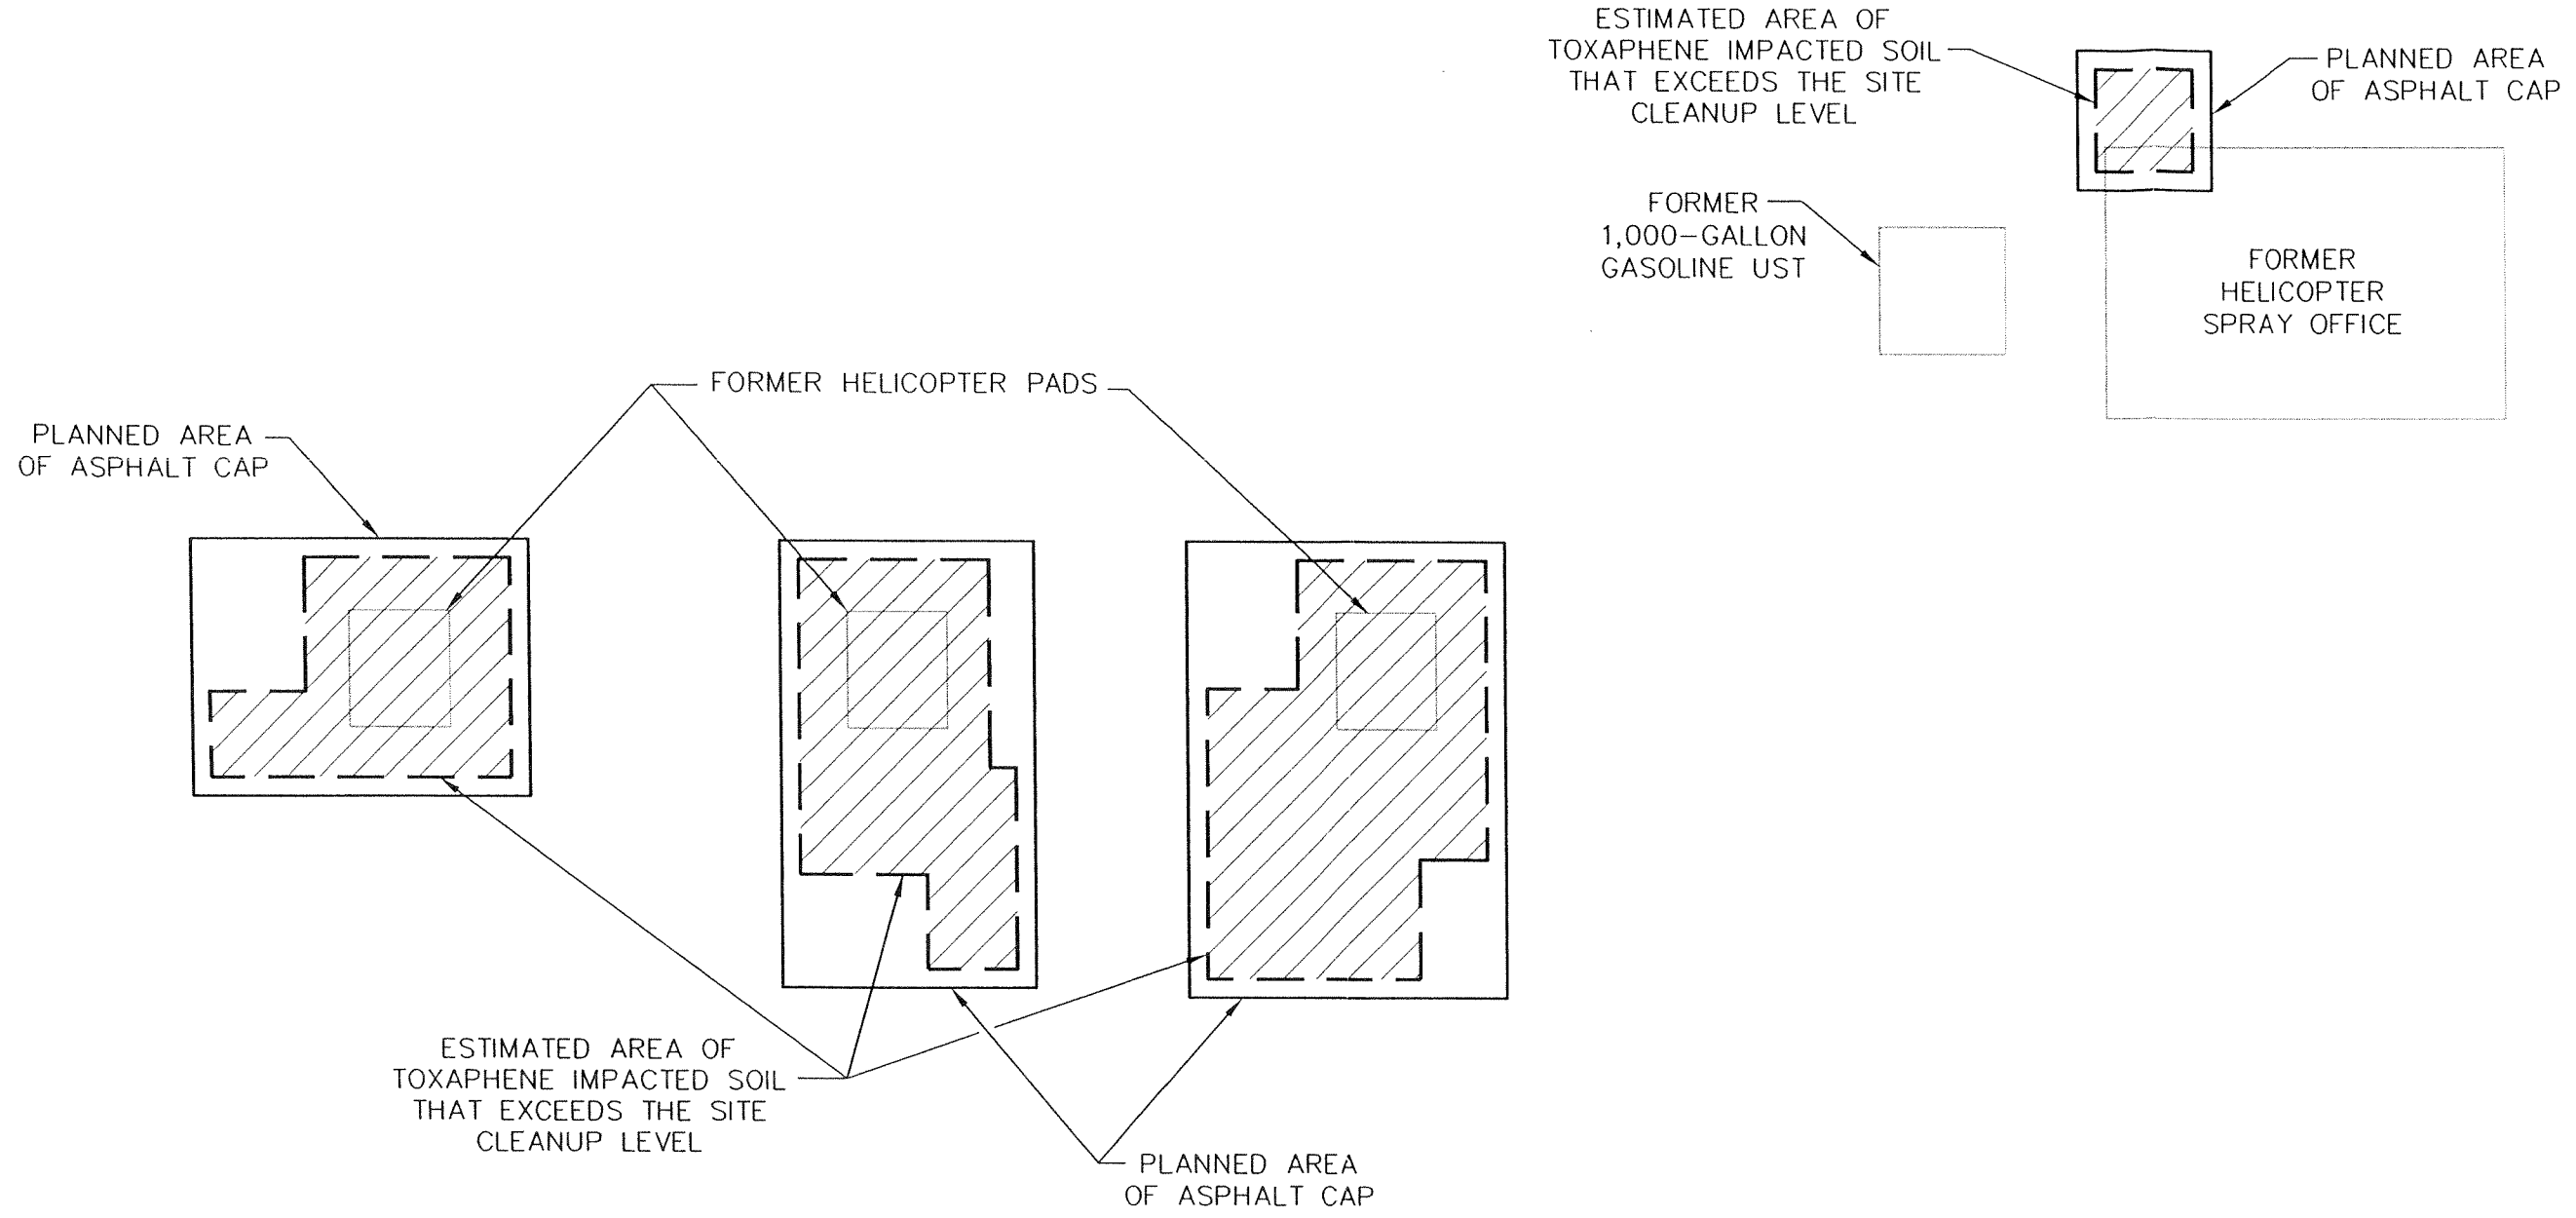 ESTIMATED AREA OF
TOXAPHENE IMPACTED SOIL
THAT EXCEEDS THE SITE
CLEANUP LEVEL
PLANNED AREA
OF ASPHALT CAP
FORMER
1,000-GALLON
GASOLINE UST
FORMER
HELICOPTER
SPRAY OFFICE
FORMER HELICOPTER PADS
PLANNED AREA
OF ASPHALT CAP
ESTIMATED AREA OF
TOXAPHENE IMPACTED SOIL
THAT EXCEEDS THE SITE
CLEANUP LEVEL
PLANNED AREA
OF ASPHALT CAP